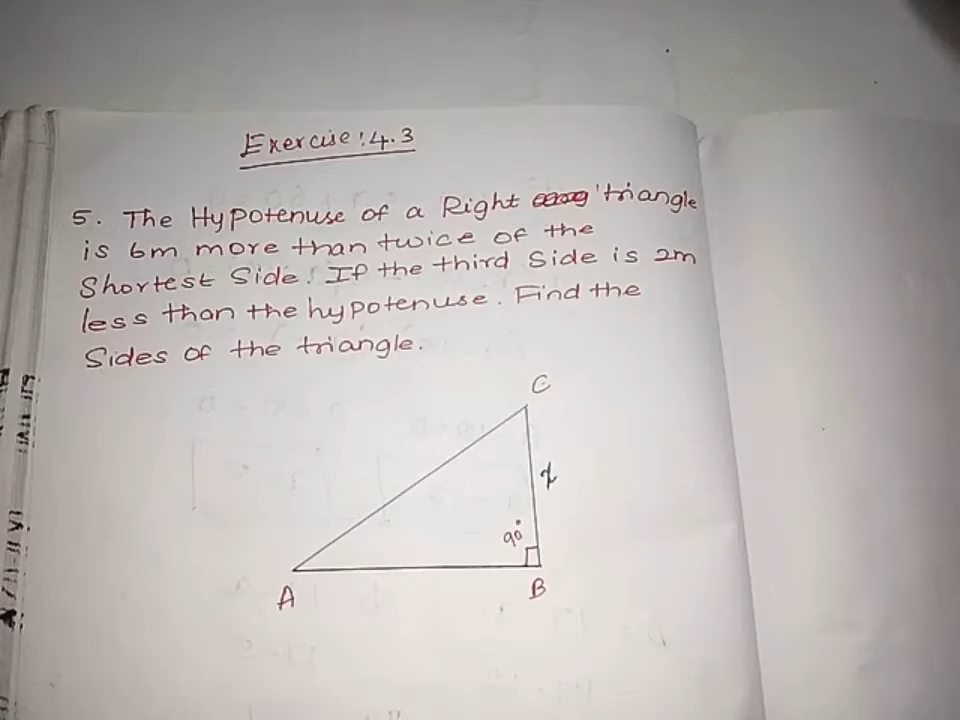 Exercise: 4.3
5. The Hypotenuse of a Right triangle
is 6m more than twice of the
Shortest Side. If the third Side is 2m
less than the hypotenuse. Find the
Sides of the triangle.
C
x
90°
A
B